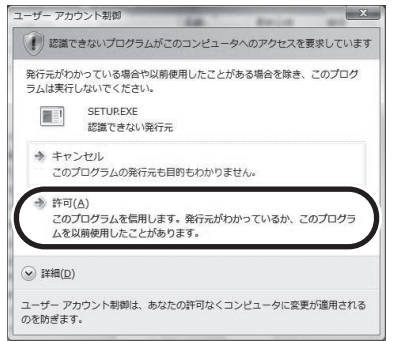 ユーザー アカウント制御
認識できないプログラムがこのコンピュータへのアクセスを要求しています
発行元がわかっている場合や以前使用したことがある場合を除き、このプログ
ラムは実行しないでください。
SETUP.EXE
認識できない発行元
キャンセル
このプログラムの発行元も目的もわかりません。
許可(A)
このプログラムを信用します。発行元がわかっているか、このプログラ
ムを以前使用したことがあります。
詳細(D)
ユーザー アカウント制御は、あなたの許可なくコンピュータに変更が適用される
のを防ぎます。